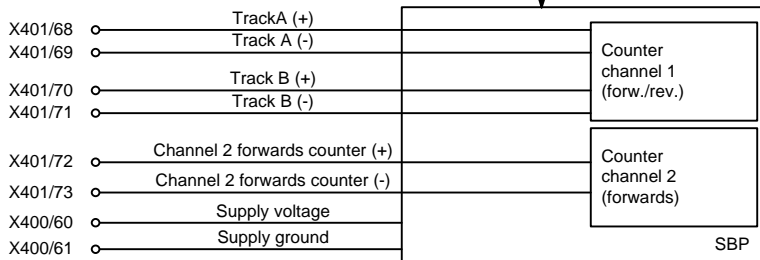 X401/68 TrackA (+)
X401/69 Track A (-)
Counter
channel 1
(forw./rev.)
X401/70 Track B (+)
X401/71 Track B (-)
X401/72 Channel 2 forwards counter (+)
X401/73 Channel 2 forwards counter (-)
Counter
channel 2
(forwards)
X400/60 Supply voltage
X400/61 Supply ground
SBP